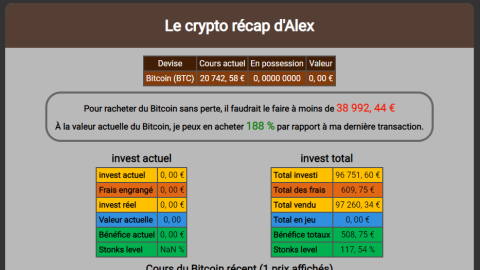 Le crypto récap d'Alex
Devise Cours actuel En possession Valeur
Bitcoin (BTC) 20 742, 58 € 0, 0000 0000 0, 00 €
Pour racheter du Bitcoin sans perte, il faudrait le faire à moins de 38 992, 44 €
À la valeur actuelle du Bitcoin, je peux en acheter 188 % par rapport à ma dernière transaction.
invest actuel
invest actuel 0, 00 €
Frais engrangé 0, 00 €
invest réel 0, 00 €
Valeur actuelle 0, 00
Bénéfice actuel 0, 00 €
Stonks level NaN %
invest total
Total investi 96 751, 60 €
Total des frais 609, 75 €
Total vendu 97 260, 34 €
Total en jeu 0, 00 €
Bénéfice totaux 508, 75 €
Stonks level 117, 54 %
Cours du Bitcoin récent (1 prix affichés)